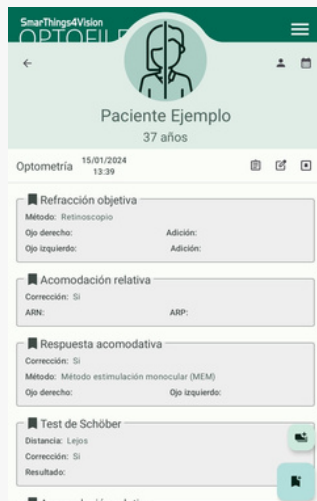 SmarThings4Vision
OPTOFIL
Paciente Ejemplo
37 años
Optometría 15/01/2024
13:39
Refracción objetiva
Método: Retinoscopio
Ojo derecho: Adición:
Ojo izquierdo: Adición:
Acomodación relativa
Corrección: Si
ARN: ARP:
Respuesta acomodativa
Corrección: Si
Método: Método estimulación monocular (MEM)
Ojo derecho: Ojo izquierdo:
Test de Schöber
Distancia: Lejos
Corrección: Si
Resultado: